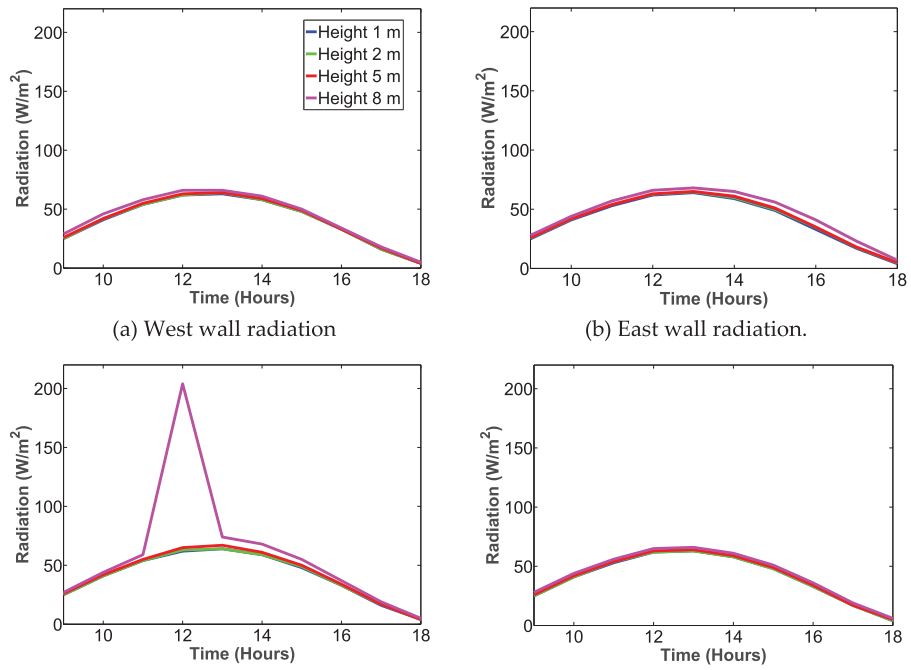 200
150
100
50
0
Radiation (W/m²)
Height 1 m
Height 2 m
Height 5 m
Height 8 m
10 12 14 16 18
Time (Hours)
(a) West wall radiation
200
150
100
50
0
Radiation (W/m²)
10 12 14 16 18
Time (Hours)
(b) East wall radiation.
200
150
100
50
0
Radiation (W/m²)
10 12 14 16 18
Time (Hours)
200
150
100
50
0
Radiation (W/m²)
10 12 14 16 18
Time (Hours)